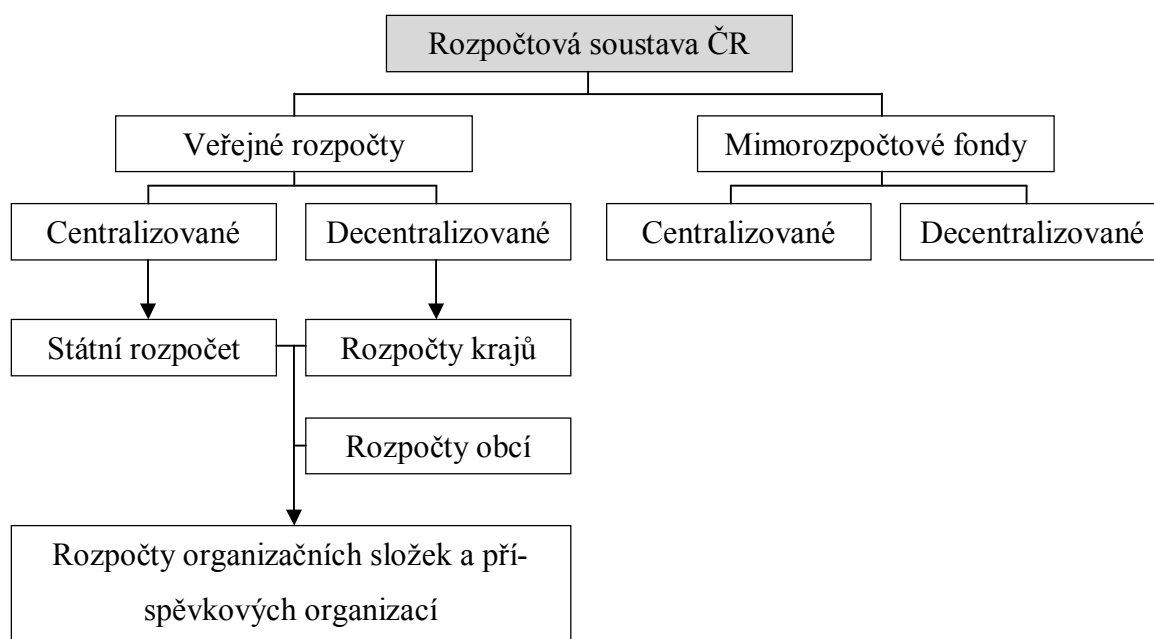 Rozpočtová soustava ČR
Veřejné rozpočty
Mimorozpočtové fondy
Centralizované
Decentralizované
Centralizované
Decentralizované
Státní rozpočet
Rozpočty krajů
Rozpočty obcí
Rozpočty organizačních složek a pří-
spěvkových organizací